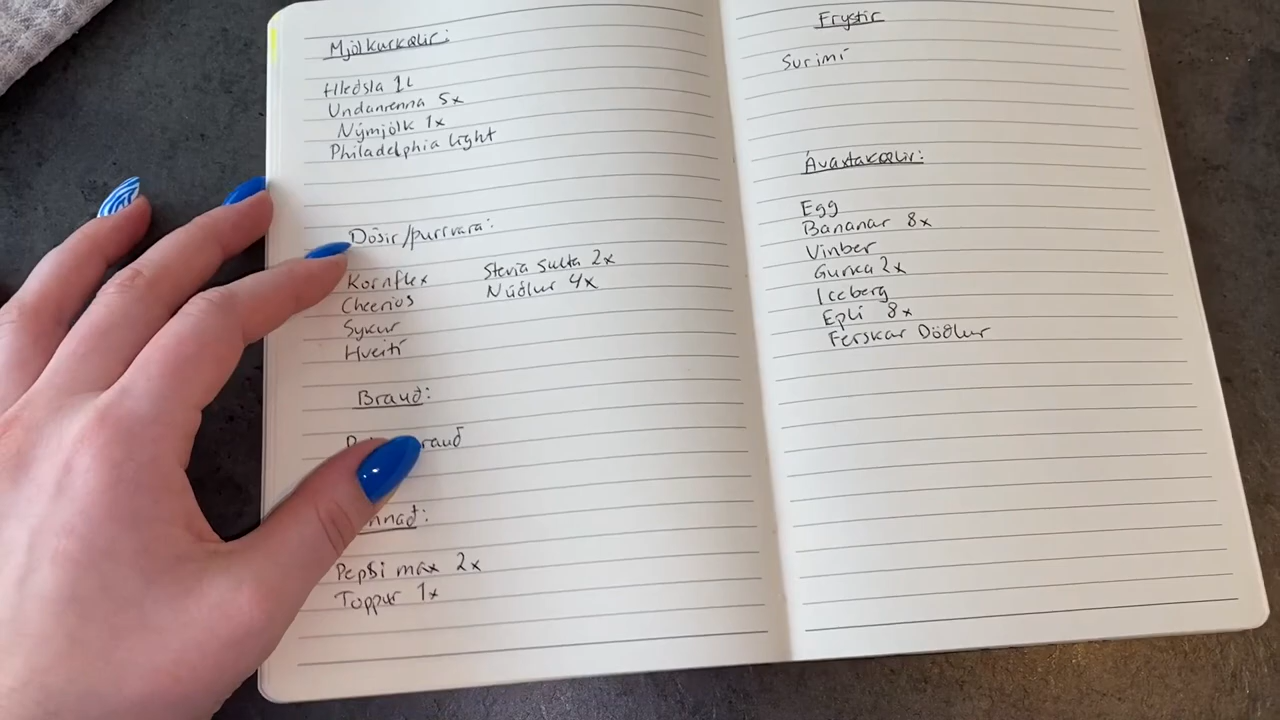 Mjólkurkælir:
Hleðsla 1L
Undanrenna 5x
Nýmjólk 1x
Philadelphia Light
Dósir/þurrvara:
Kornflex
Cheerios
Sykur
Hveiti
Stevia sulta 2x
Núðlur 4x
Brauð:
Pepsi max 2x
Toppur 1x
Frystir
Surimi
Ávaxtakælir:
Egg
Bananar 8x
Vínber
Gurka 2x
Iceberg
Epli 8x
Ferskar Döðlur